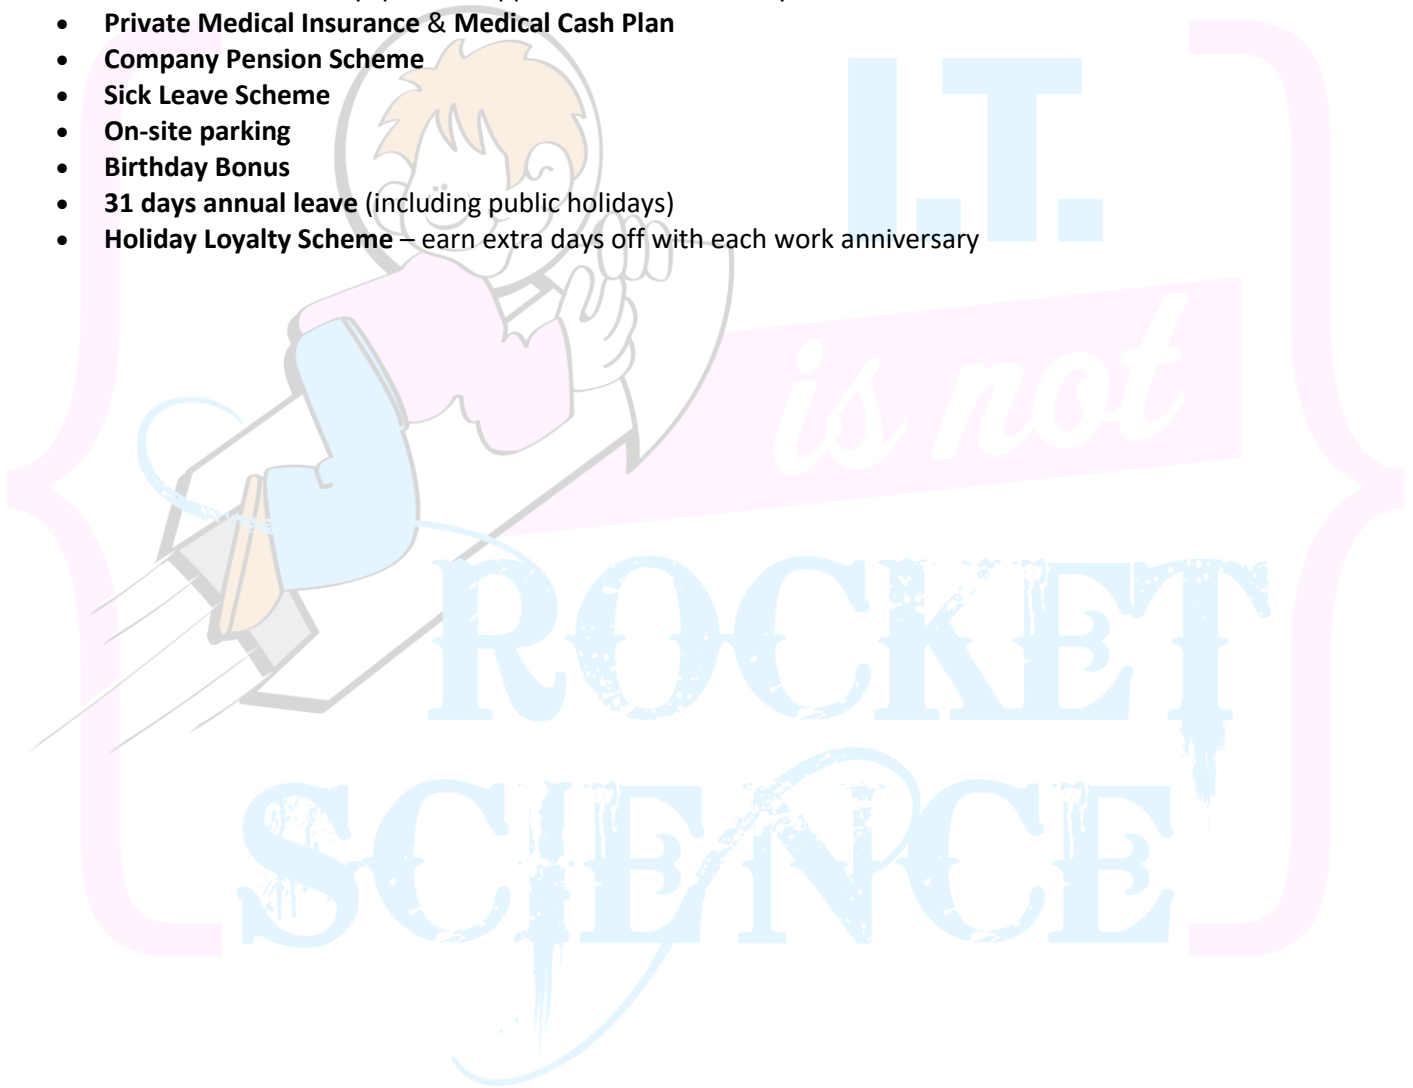 • Private Medical Insurance & Medical Cash Plan
• Company Pension Scheme
• Sick Leave Scheme
• On-site parking
• Birthday Bonus
• 31 days annual leave (including public holidays)
• Holiday Loyalty Scheme – earn extra days off with each work anniversary
I.T.
is not
ROCKET
SCIENCE